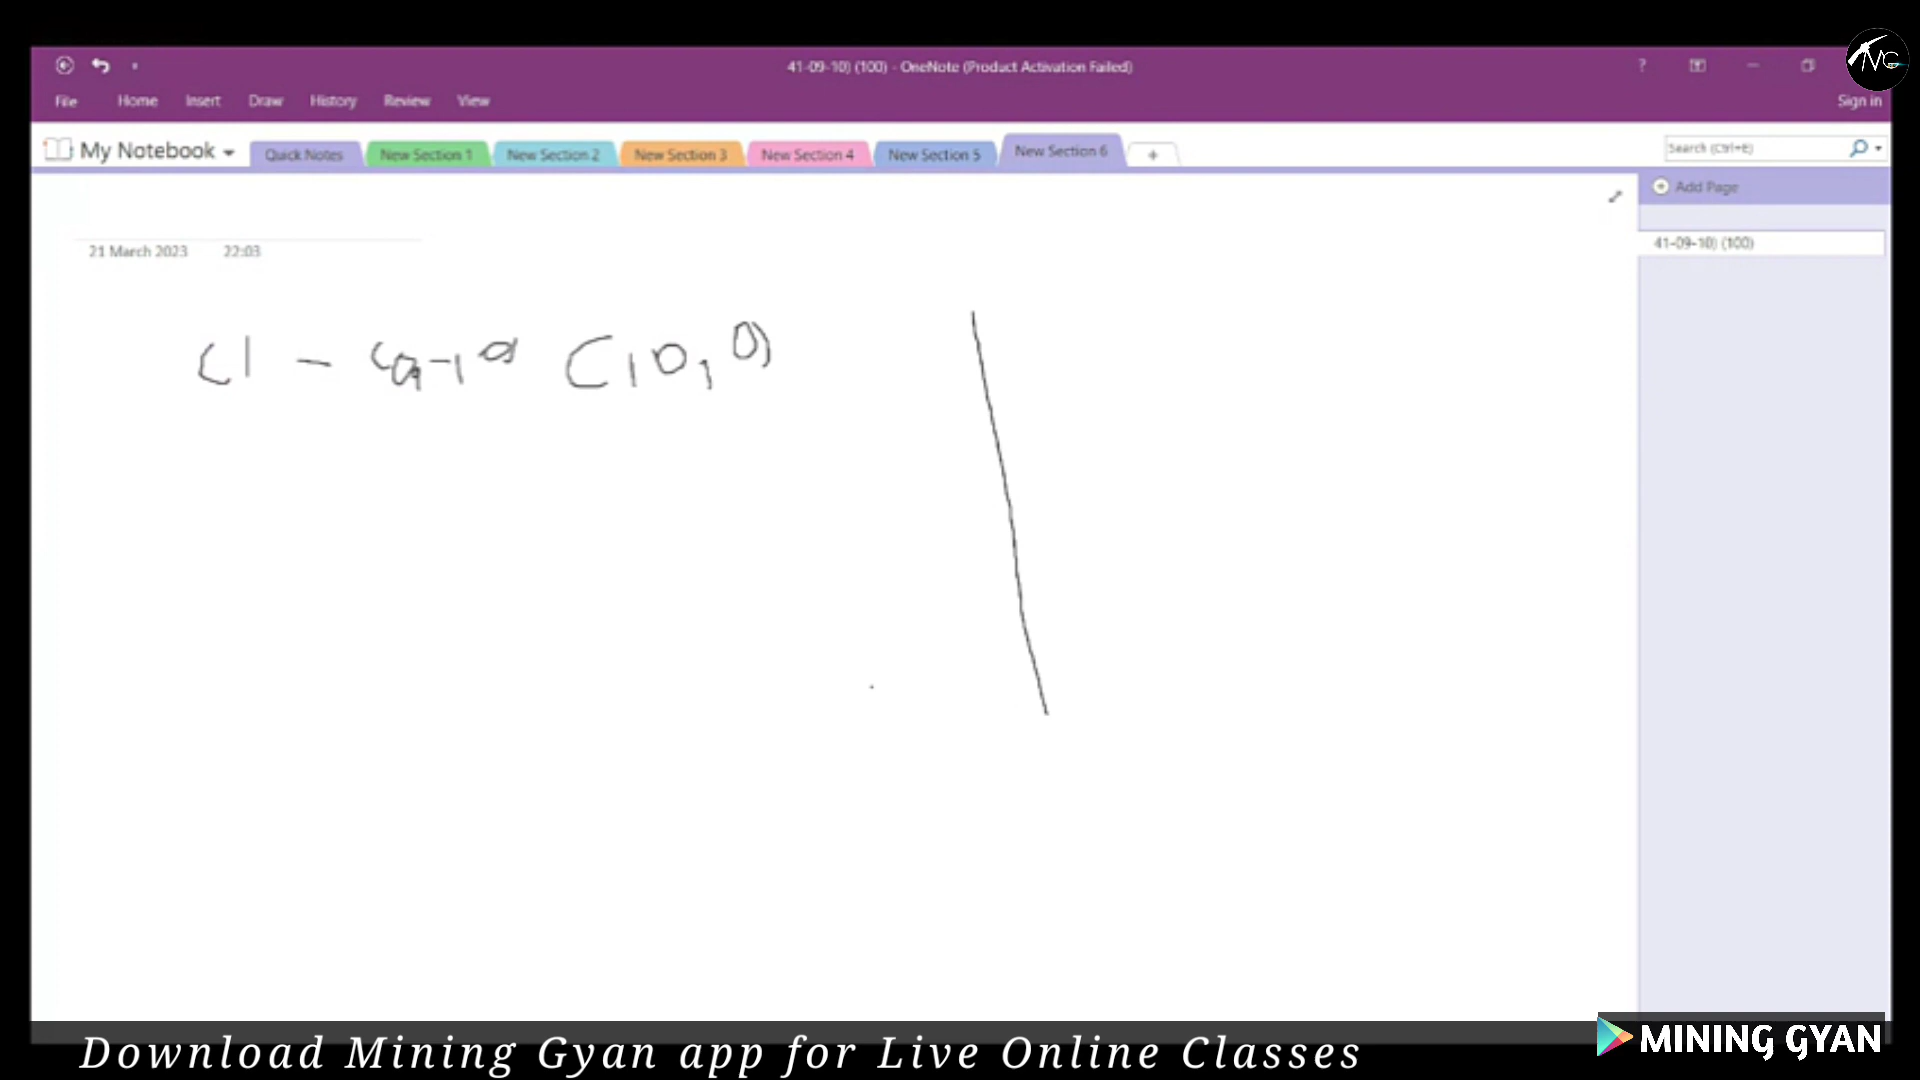 41-09-10) (100) - OneNote (Product Activation Failed)
?
File Home Insert Draw History Review View
Sign in
My Notebook
Quick Notes New Section 1 New Section 2 New Section 3 New Section 4 New Section 5 New Section 6 +
Search (Ctrl+E)
Add Page
41-09-10) (100)
21 March 2023 22:03
(10, 0)
Download Mining Gyan app for Live Online Classes
MINING GYAN